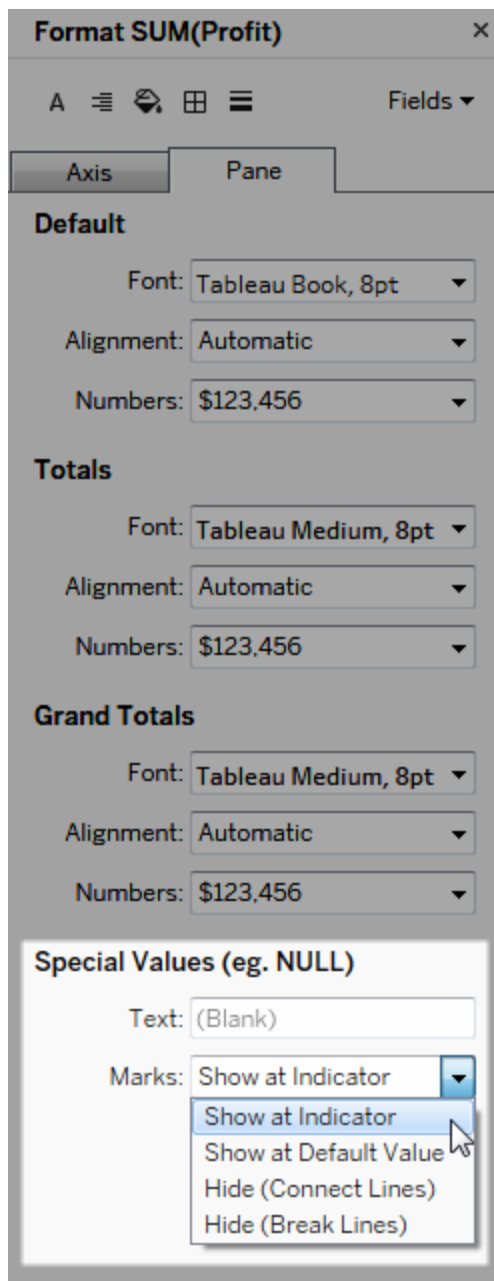 Format SUM(Profit) ×
A Fields
Axis Pane
Default
Font: Tableau Book, 8pt
Alignment: Automatic
Numbers: $123,456
Totals
Font: Tableau Medium, 8pt
Alignment: Automatic
Numbers: $123,456
Grand Totals
Font: Tableau Medium, 8pt
Alignment: Automatic
Numbers: $123,456
Special Values (eg. NULL)
Text: (Blank)
Marks: Show at Indicator
Show at Indicator
Show at Default Value
Hide (Connect Lines)
Hide (Break Lines)